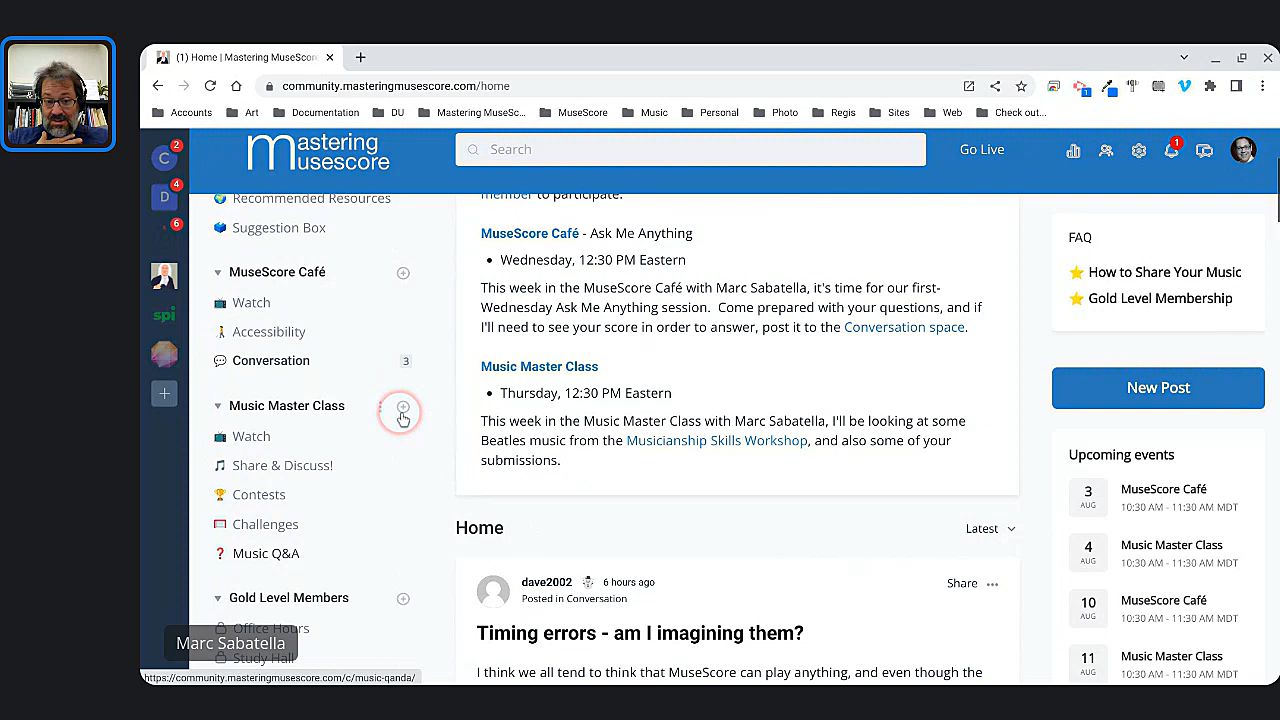 (1) Home | Mastering MuseScor
community.masteringmusescore.com/home
1
Accounts
Art
Documentation
DU
Mastering MuseSc...
MuseScore
Music
Personal
Photo
Regis
Sites
Web
Check out...
mastering
musescore
Search
Go Live
1
C
2
D
4
6
spi
Recommended Resources
Suggestion Box
MuseScore Café
Watch
Accessibility
Conversation
3
Music Master Class
Watch
Share & Discuss!
Contests
Challenges
Music Q&A
Gold Level Members
Office Hours
Study Hall
Marc Sabatella
https://community.masteringmusescore.com/c/music-qanda/
member to participate.
MuseScore Café - Ask Me Anything
Wednesday, 12:30 PM Eastern
This week in the MuseScore Café with Marc Sabatella, it's time for our first-
Wednesday Ask Me Anything session. Come prepared with your questions, and if
I'll need to see your score in order to answer, post it to the Conversation space.
Music Master Class
Thursday, 12:30 PM Eastern
This week in the Music Master Class with Marc Sabatella, I'll be looking at some
Beatles music from the Musicianship Skills Workshop, and also some of your
submissions.
Home
Latest
dave2002
6 hours ago
Posted in Conversation
Share
Timing errors - am I imagining them?
I think we all tend to think that MuseScore can play anything, and even though the
FAQ
How to Share Your Music
Gold Level Membership
New Post
Upcoming events
3
AUG
MuseScore Café
10:30 AM - 11:30 AM MDT
4
AUG
Music Master Class
10:30 AM - 11:30 AM MDT
10
AUG
MuseScore Café
10:30 AM - 11:30 AM MDT
11
AUG
Music Master Class
10:30 AM - 11:30 AM MDT